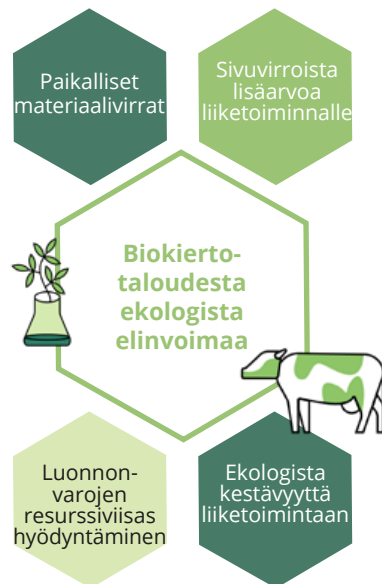 Paikalliset
materiaalivirrat
Sivuvirroista
lisäarvoa
liiketoiminnalle
Biokierto-
taloudesta
ekologista
elinvoimaa
Luonnon-
varojen
resurssiviisas
hyödyntäminen
Ekologista
kestävyyttä
liiketoimintaan